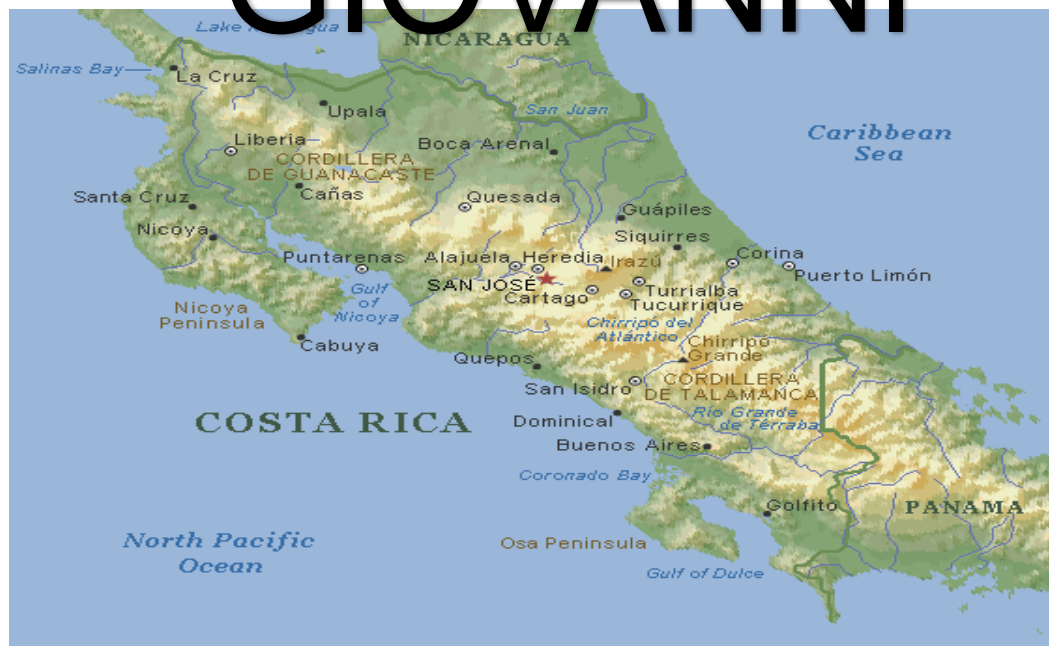 GIOVANNI
Lake Nicaragua
NICARAGUA
Salinas Bay
La Cruz
Upala
San Juan
Caribbean
Sea
Liberia
Boca Arenal
CORDILLERA
DE GUANACASTE
Cañas
Santa Cruz
Quesada
Guápiles
Nicoya
Siquirres
Puntarenas
Alajuela
Heredia
Irazú
Corina
Puerto Limón
SAN JOSÉ
Cartago
Turrialba
Tucurrique
Gulf
of
Nicoya
Nicoya
Peninsula
Chirripó del
Atlántico
Chirripó
Grande
Cabuya
Quepos
San Isidro
CORDILLERA
DE TALAMANCA
COSTA RICA
Dominical
Río Grande
de Térraba
Buenos Aires
Coronado Bay
Golfito
PANAMA
North Pacific
Ocean
Osa Peninsula
Gulf of Dulce